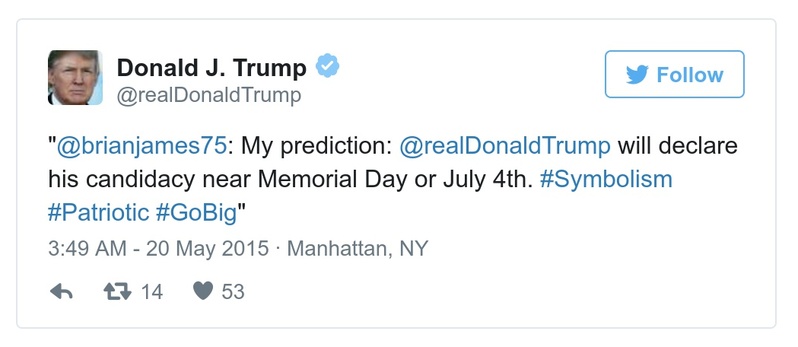 Donald J. Trump
@realDonaldTrump
Follow
"@brianjames75: My prediction: @realDonaldTrump will declare
his candidacy near Memorial Day or July 4th. #Symbolism
#Patriotic #GoBig"
3:49 AM - 20 May 2015 · Manhattan, NY
14 53